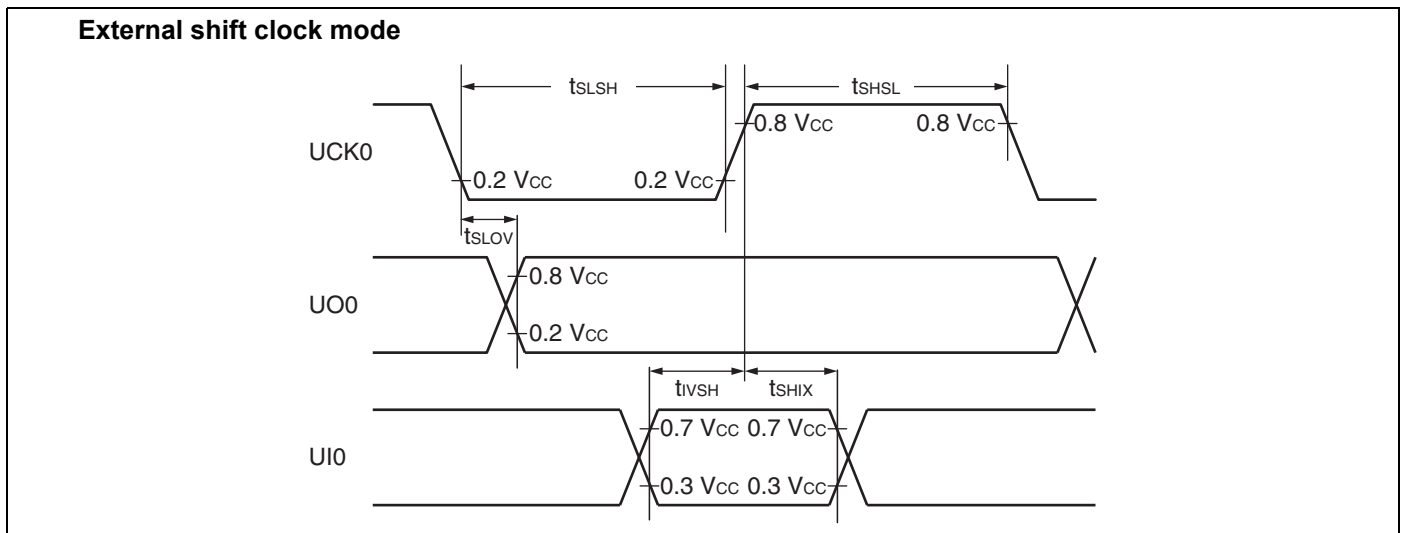 External shift clock mode
tSLSH
tSHSL
0.8 VCC
0.8 VCC
UCK0
0.2 VCC
0.2 VCC
tSLOV
0.8 VCC
UO0
0.2 VCC
tIVSH
tSHIX
0.7 VCC 0.7 VCC
UI0
0.3 VCC 0.3 VCC